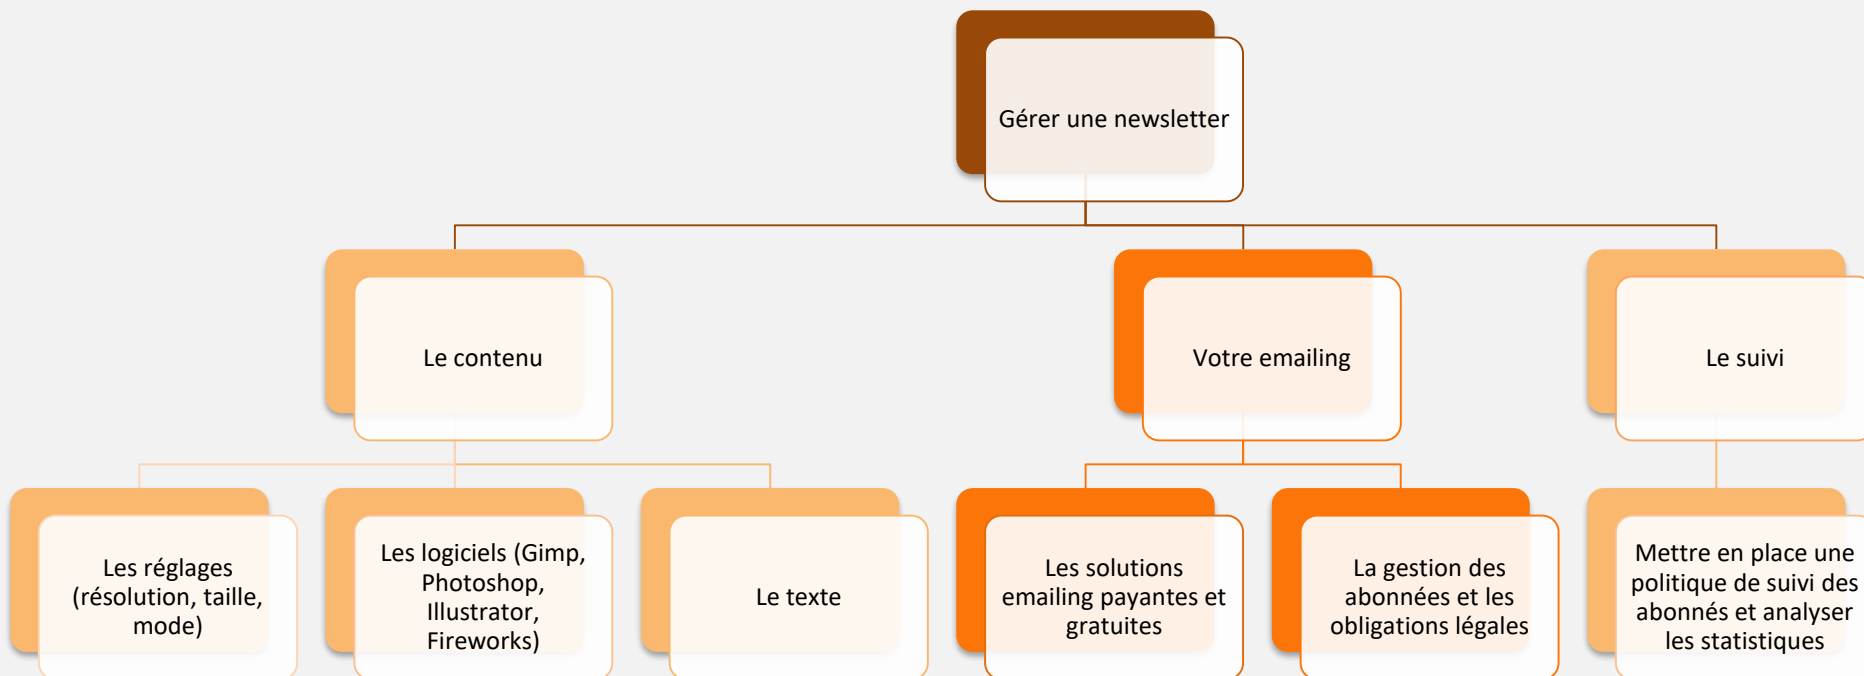 Gérer une newsletter
Le contenu
Votre emailing
Le suivi
Les réglages
(résolution, taille,
mode)
Les logiciels (Gimp,
Photoshop,
Illustrator,
Fireworks)
Le texte
Les solutions
emailing payantes et
gratuites
La gestion des
abonnées et les
obligations légales
Mettre en place une
politique de suivi des
abonnés et analyser
les statistiques